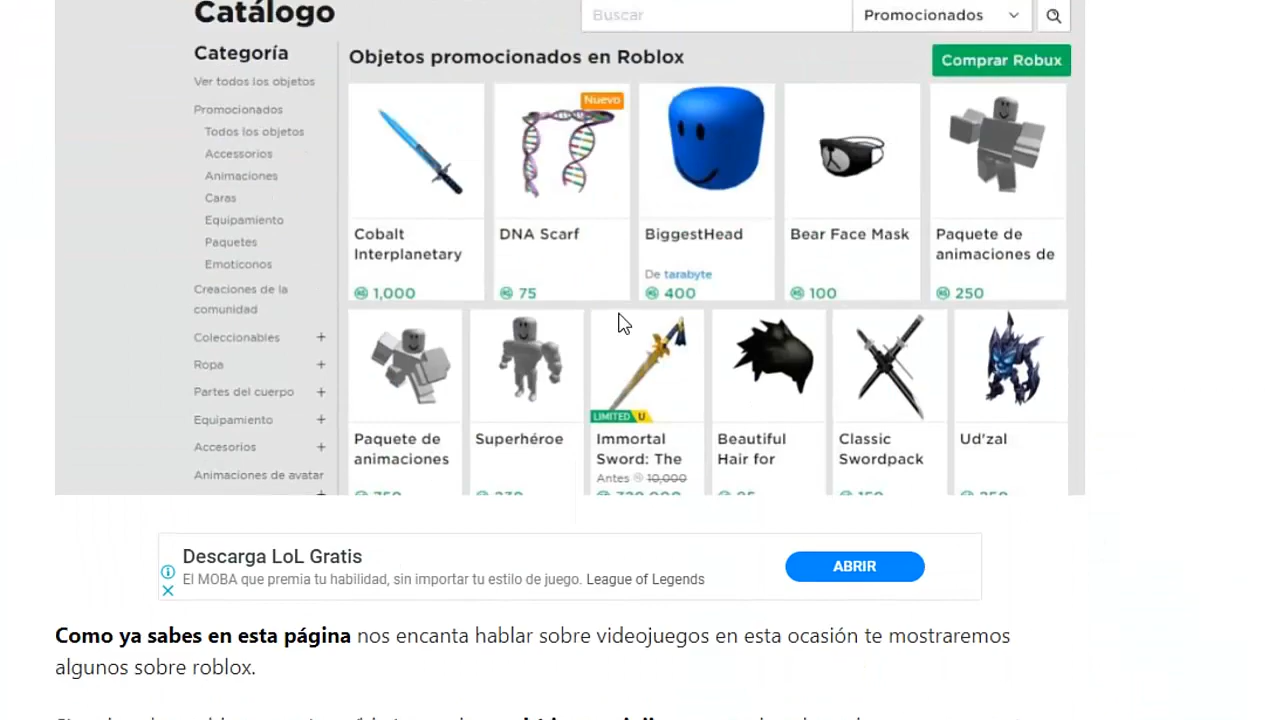 Catálogo
Buscar
Promocionados
Categoría
Objetos promocionados en Roblox
Comprar Robux
Ver todos los objetos
Promocionados
Todos los objetos
Accessorios
Animaciones
Caras
Equipamiento
Paquetes
Emoticonos
Creaciones de la
comunidad
Coleccionables +
Ropa +
Partes del cuerpo +
Equipamiento +
Accesorios +
Animaciones de avatar
Nuevo
Cobalt
Interplanetary
1,000
DNA Scarf
75
BiggestHead
De tarabyte
400
Bear Face Mask
100
Paquete de
animaciones de
250
Paquete de
animaciones
Superhéroe
LIMITED U
Immortal
Sword: The
Antes 10,000
Beautiful
Hair for
Classic
Swordpack
Ud'zal
Descarga LoL Gratis
El MOBA que premia tu habilidad, sin importar tu estilo de juego. League of Legends
ABRIR
Como ya sabes en esta página nos encanta hablar sobre videojuegos en esta ocasión te mostraremos
algunos sobre roblox.